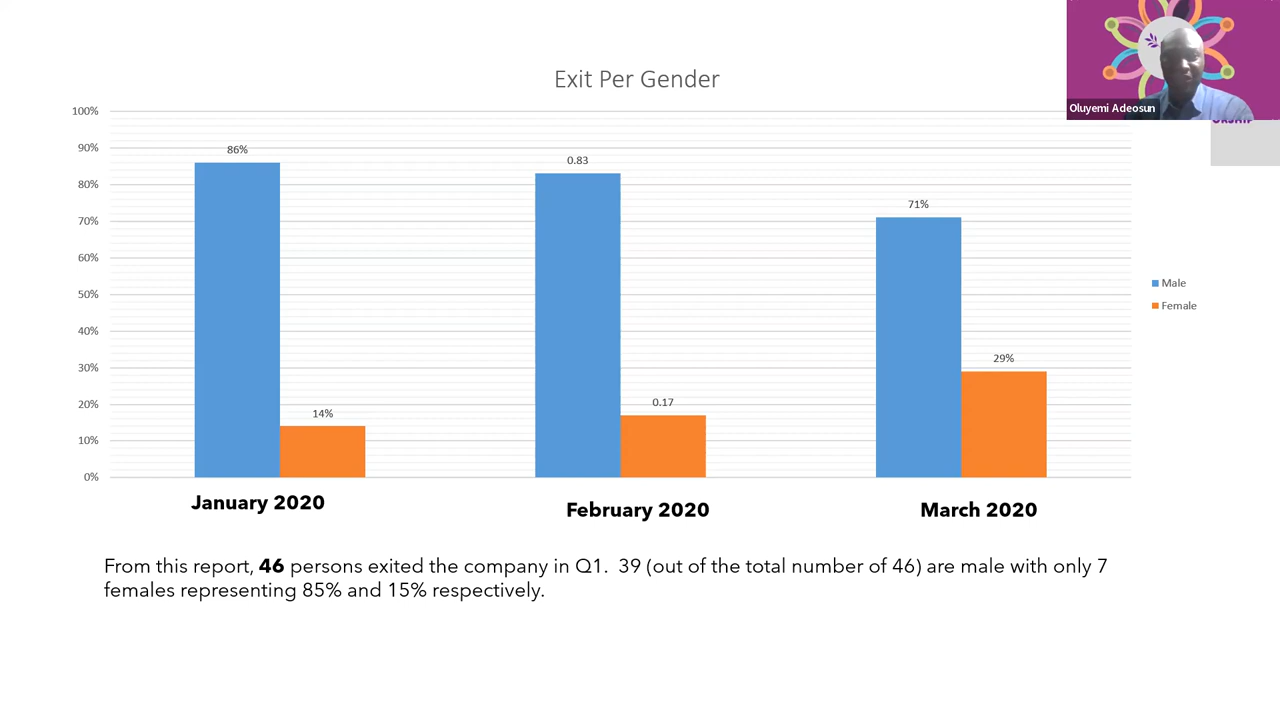 Exit Per Gender
Oluyemi Adeosun
100%
90%
80%
70%
60%
50%
40%
30%
20%
10%
0%
86%
14%
0.83
0.17
71%
29%
Male
Female
January 2020
February 2020
March 2020
From this report, 46 persons exited the company in Q1. 39 (out of the total number of 46) are male with only 7
females representing 85% and 15% respectively.